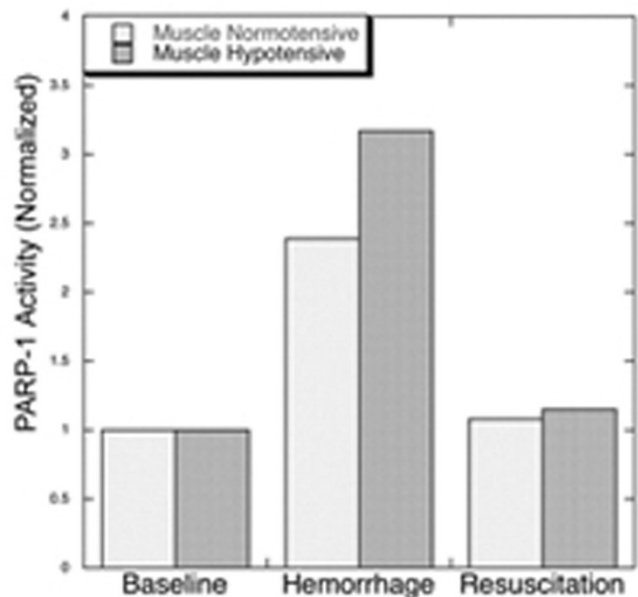 Muscle Normotensive
Muscle Hypotensive
PARP-1 Activity (Normalized)
4
3.5
3
2.5
2
1.5
1
0.5
0
Baseline Hemorrhage Resuscitation